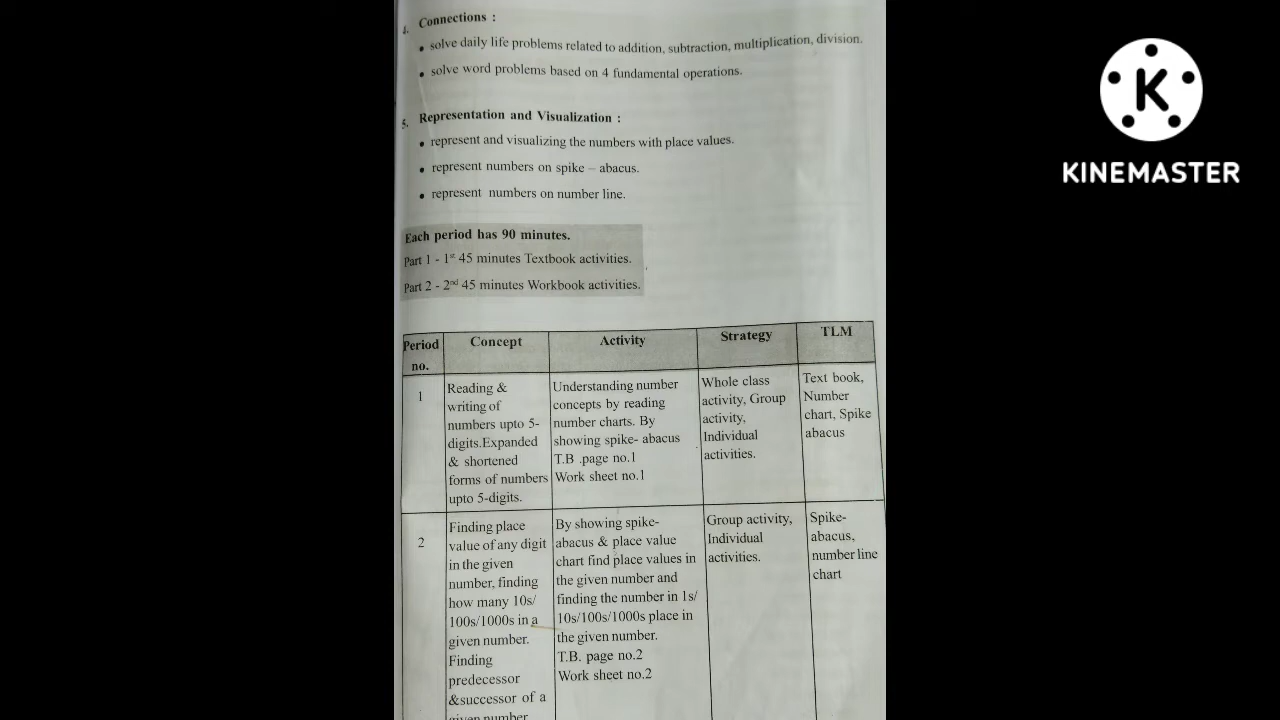 4. Connections :
• solve daily life problems related to addition, subtraction, multiplication, division.
• solve word problems based on 4 fundamental operations.
5. Representation and Visualization :
• represent and visualizing the numbers with place values.
• represent numbers on spike – abacus.
• represent numbers on number line.
Each period has 90 minutes.
Part 1 - 1st 45 minutes Textbook activities.
Part 2 - 2nd 45 minutes Workbook activities.
Period no.
Concept
Activity
Strategy
TLM
1
Reading &
writing of
numbers upto 5-
digits.Expanded
& shortened
forms of numbers
upto 5-digits.
Understanding number
concepts by reading
number charts. By
showing spike- abacus
T.B .page no.1
Work sheet no.1
Whole class
activity, Group
activity,
Individual
activities.
Text book,
Number
chart, Spike
abacus
2
Finding place
value of any digit
in the given
number, finding
how many 10s/
100s/1000s in a
given number.
Finding
predecessor
&successor of a
given number
By showing spike-
abacus & place value
chart find place values in
the given number and
finding the number in 1s/
10s/100s/1000s place in
the given number.
T.B. page no.2
Work sheet no.2
Group activity,
Individual
activities.
Spike-
abacus,
number line
chart
K
KINEMASTER